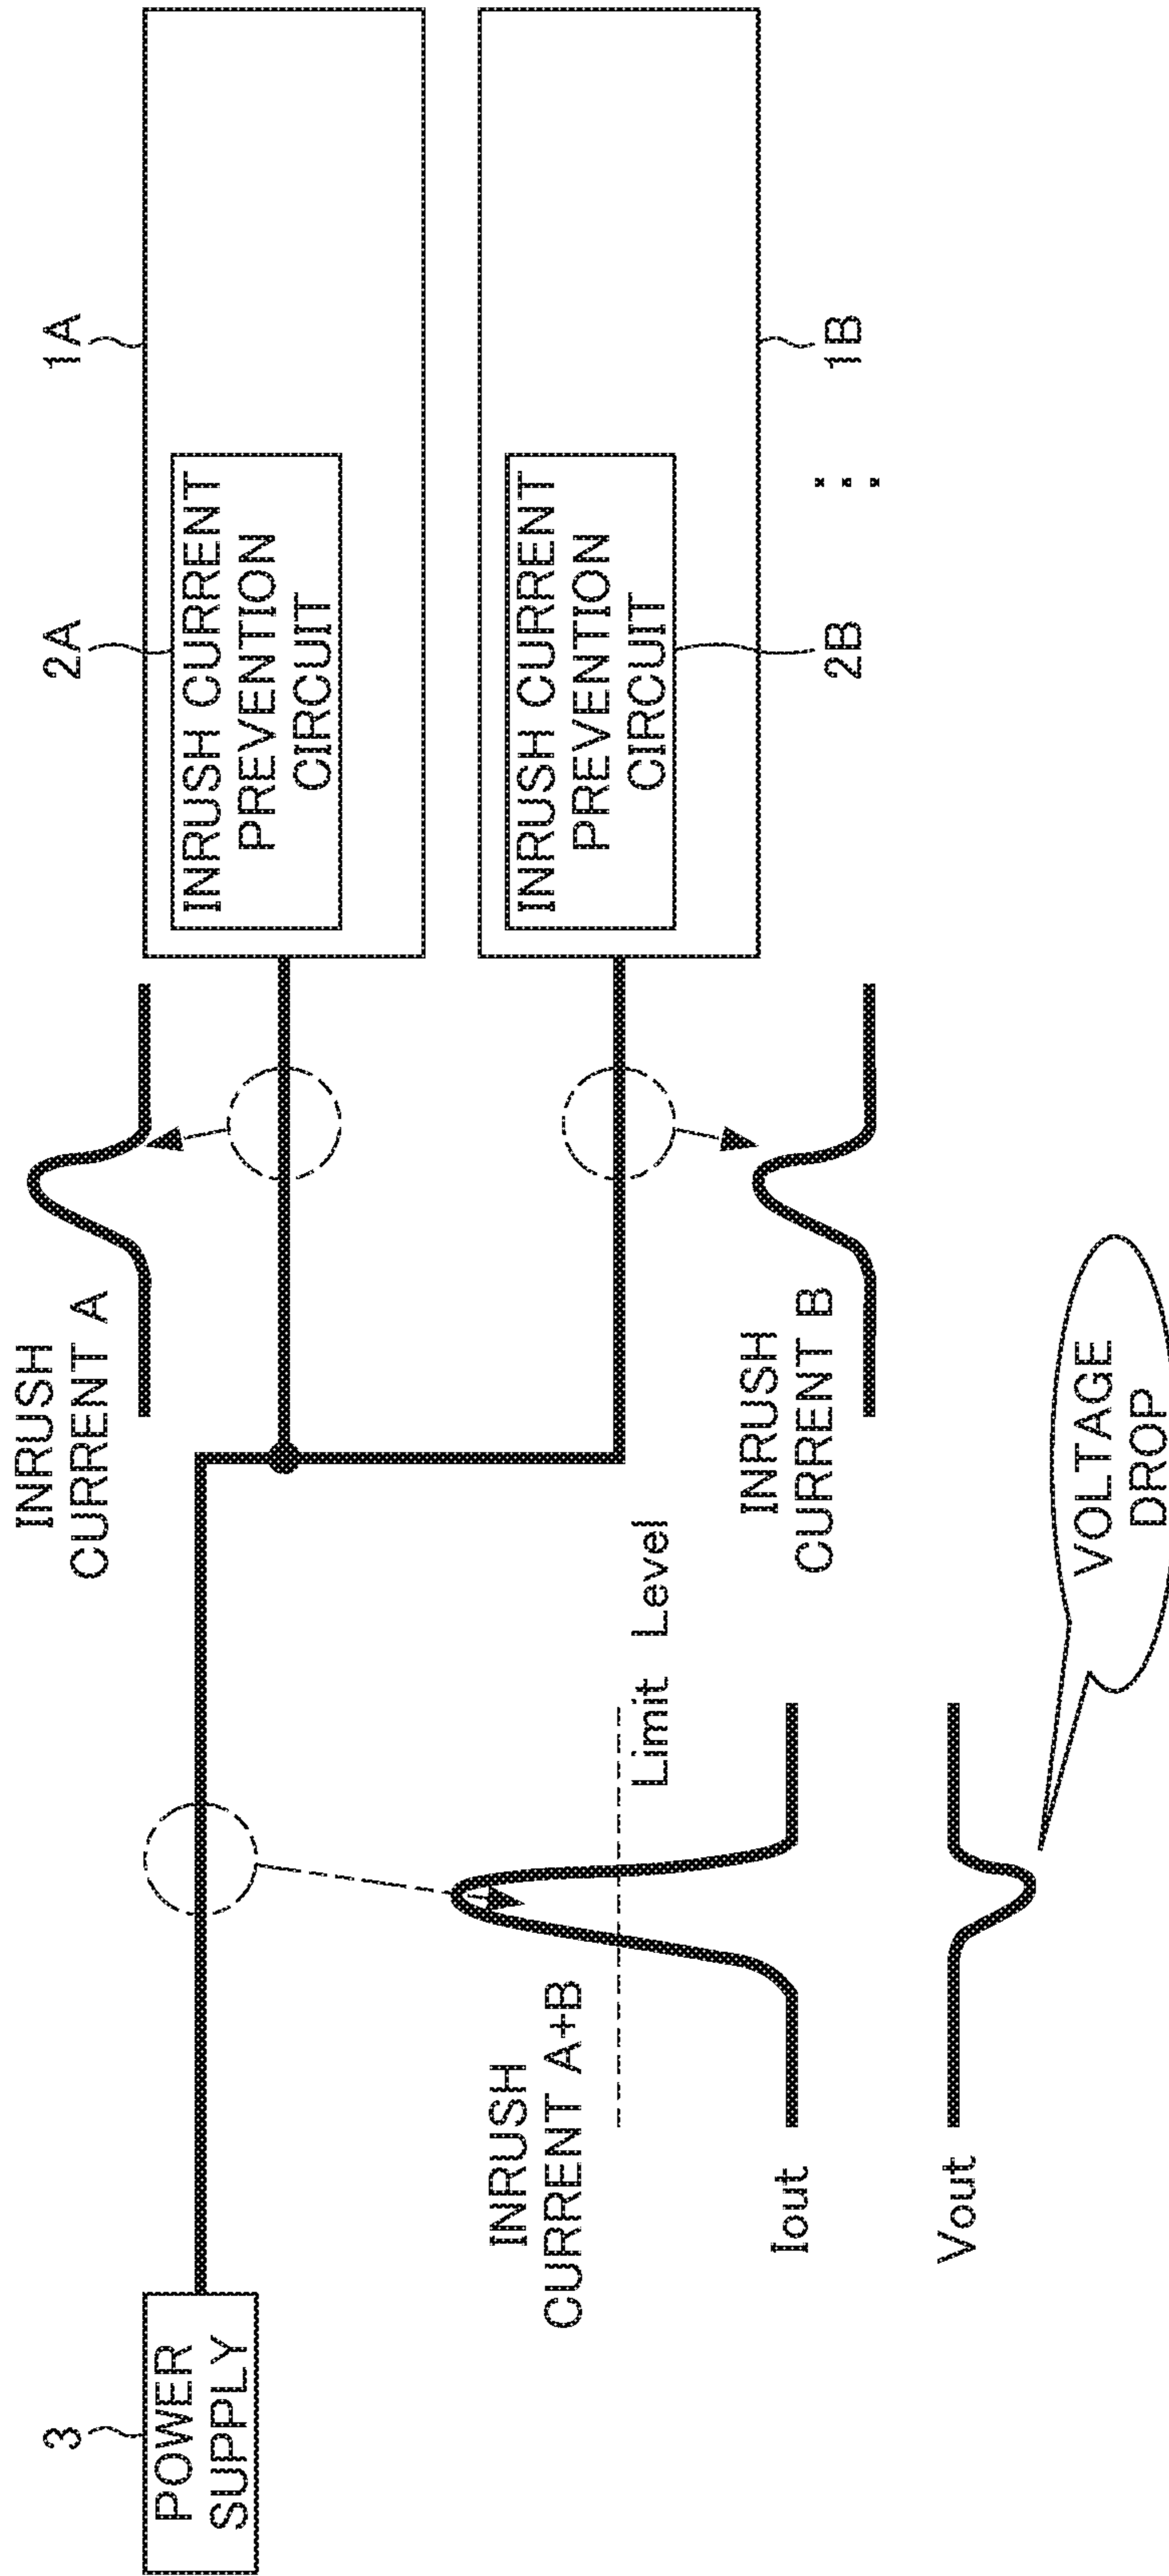 3
POWER
SUPPLY
INRUSH
CURRENT A
2A
1A
INRUSH CURRENT
PREVENTION
CIRCUIT
INRUSH CURRENT
PREVENTION
CIRCUIT
2B
1B
INRUSH
CURRENT A+B
Limit Level
Iout
Vout
INRUSH
CURRENT B
VOLTAGE
DROP